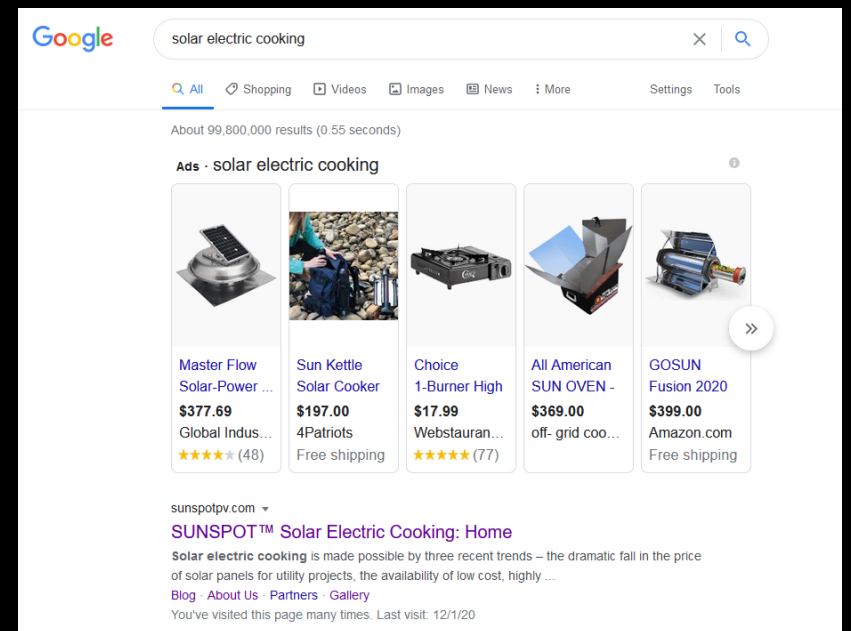 Google
solar electric cooking
All Shopping Videos Images News More Settings Tools
About 99,800,000 results (0.55 seconds)
Ads · solar electric cooking
Master Flow
Solar-Power ...
$377.69
Global Indus...
(48)
Sun Kettle
Solar Cooker
$197.00
4Patriots
Free shipping
Choice
1-Burner High
$17.99
Webstauran...
(77)
All American
SUN OVEN -
$369.00
off- grid coo...
GOSUN
Fusion 2020
$399.00
Amazon.com
Free shipping
sunspotpv.com
SUNSPOT™ Solar Electric Cooking: Home
Solar electric cooking is made possible by three recent trends – the dramatic fall in the price
of solar panels for utility projects, the availability of low cost, highly ...
Blog · About Us · Partners · Gallery
You've visited this page many times. Last visit: 12/1/20